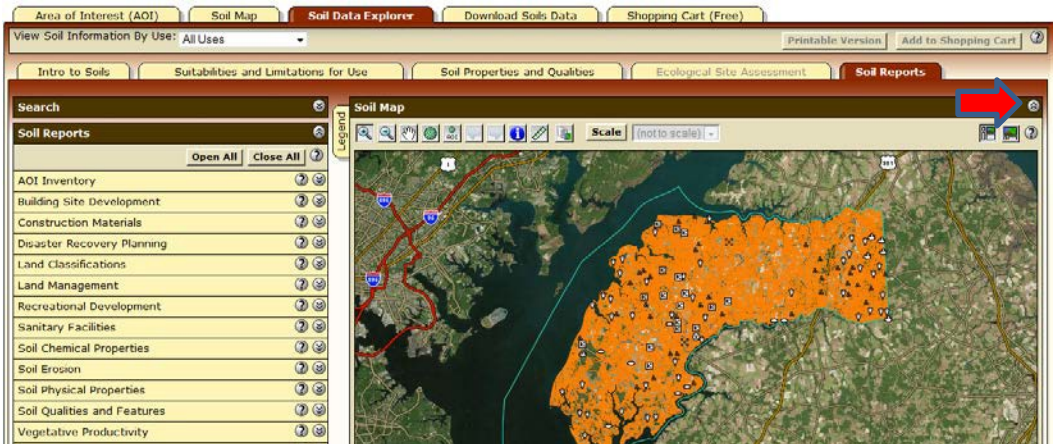 Area of Interest (AOI) Soil Map Soil Data Explorer Download Soils Data Shopping Cart (Free)
View Soil Information By Use: All Uses Printable Version Add to Shopping Cart ?
Intro to Soils Suitabilities and Limitations for Use Soil Properties and Qualities Ecological Site Assessment Soil Reports
Search
Soil Reports
Open All Close All ?
AOI Inventory ?
Building Site Development ?
Construction Materials ?
Disaster Recovery Planning ?
Land Classifications ?
Land Management ?
Recreational Development ?
Sanitary Facilities ?
Soil Chemical Properties ?
Soil Erosion ?
Soil Physical Properties ?
Soil Qualities and Features ?
Vegetative Productivity ?
Legend
Soil Map
AOI i Scale (not to scale) ?
1
301